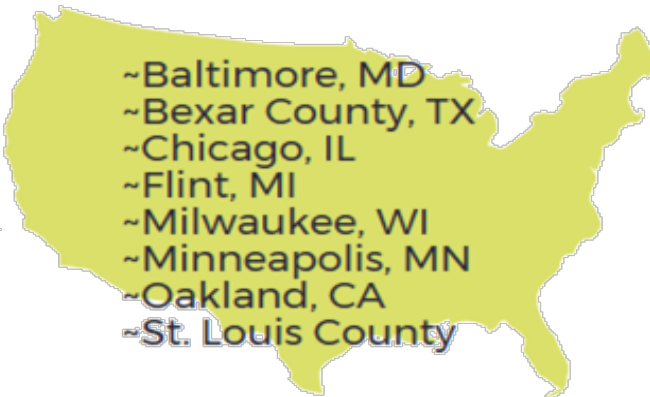 ~Baltimore, MD
~Bexar County, TX
~Chicago, IL
~Flint, MI
~Milwaukee, WI
~Minneapolis, MN
~Oakland, CA
~St. Louis County